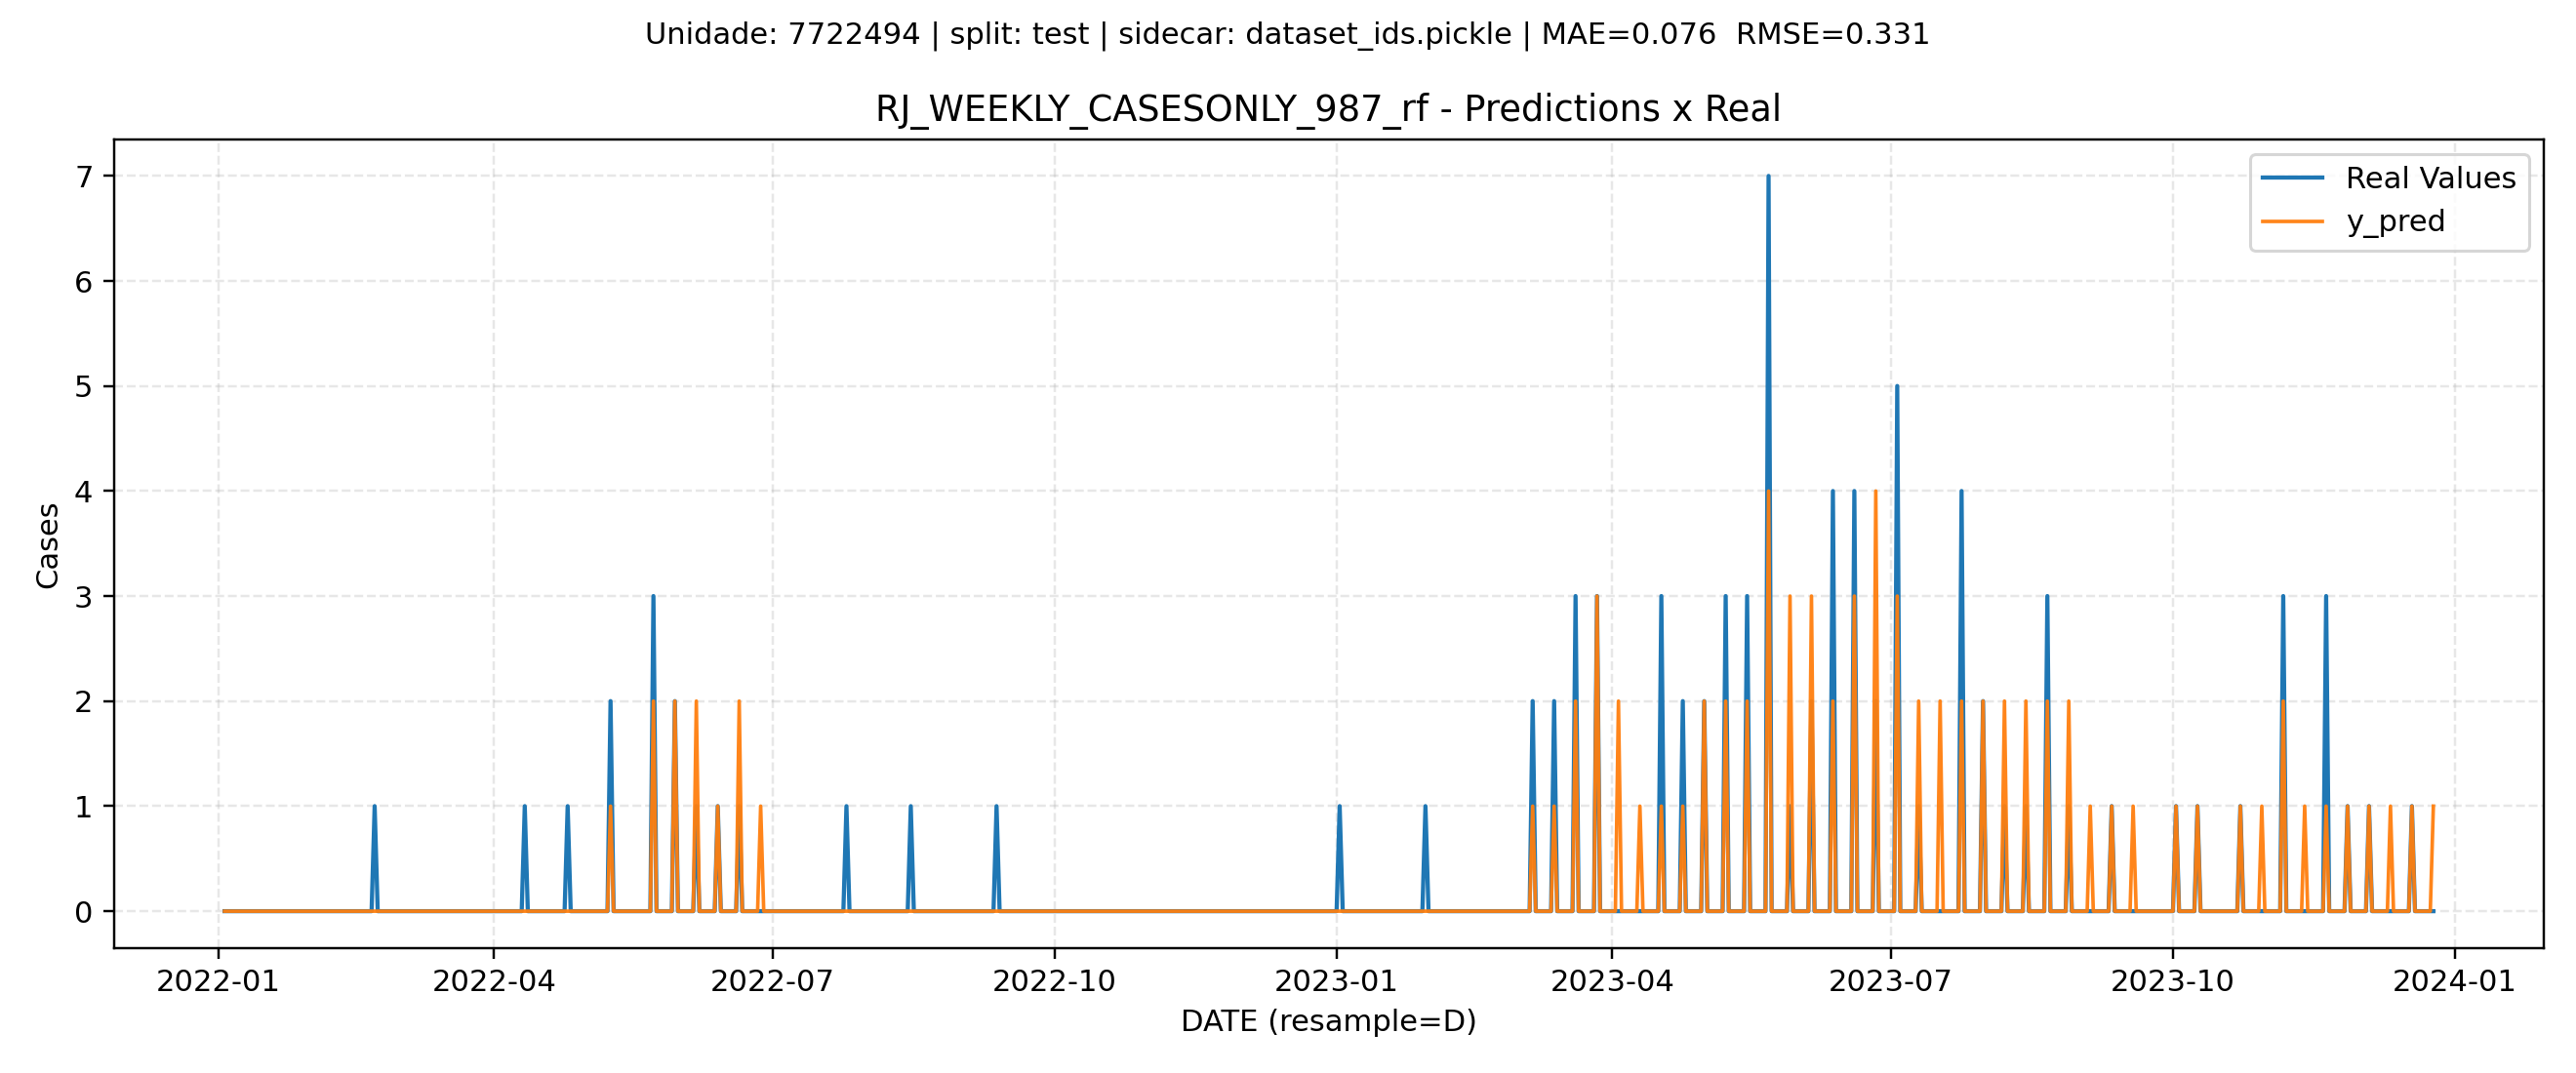 Unidade: 7722494 | split: test | sidecar: dataset_ids.pickle | MAE=0.076  RMSE=0.331
RJ_WEEKLY_CASESONLY_987_rf - Predictions x Real
Real Values
y_pred
7
6
5
4
3
2
1
0
Cases
2022-01
2022-04
2022-07
2022-10
2023-01
2023-04
2023-07
2023-10
2024-01
DATE (resample=D)